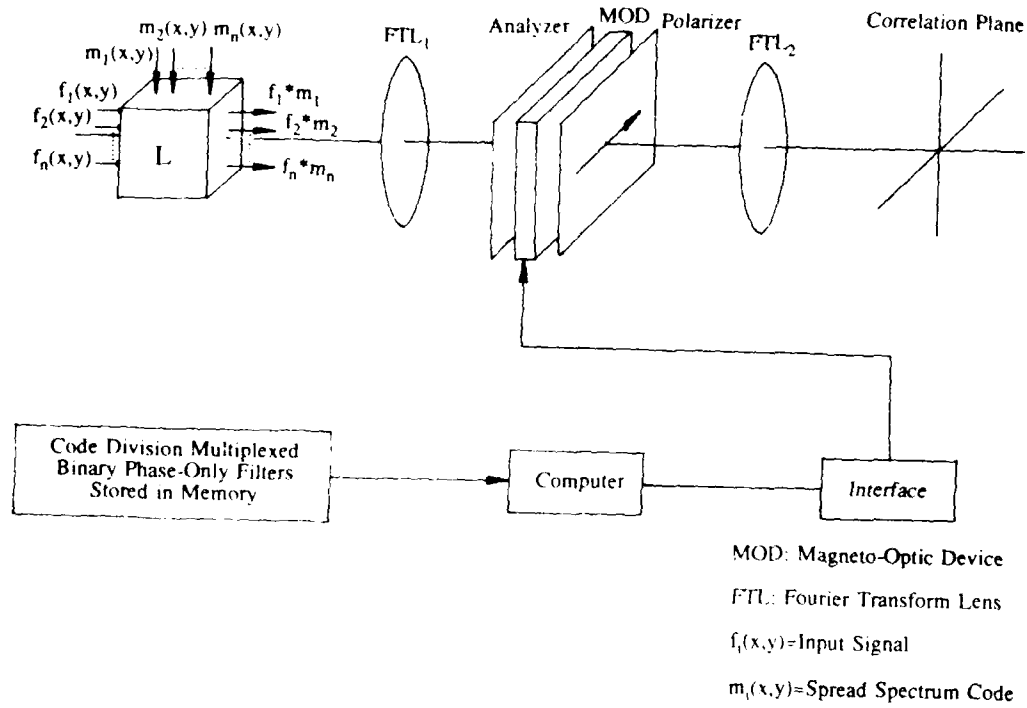 m₂(x,y) mₙ(x,y)
m₁(x,y)
f₁(x,y)
f₂(x,y)
fₙ(x,y)
L
f₁*m₁
f₂*m₂
fₙ*mₙ
FTL₁
Analyzer
MOD
Polarizer
FTL₂
Correlation Plane
Code Division Multiplexed
Binary Phase-Only Filters
Stored in Memory
Computer
Interface
MOD: Magneto-Optic Device
FTL: Fourier Transform Lens
fᵢ(x,y)=Input Signal
mᵢ(x,y)=Spread Spectrum Code